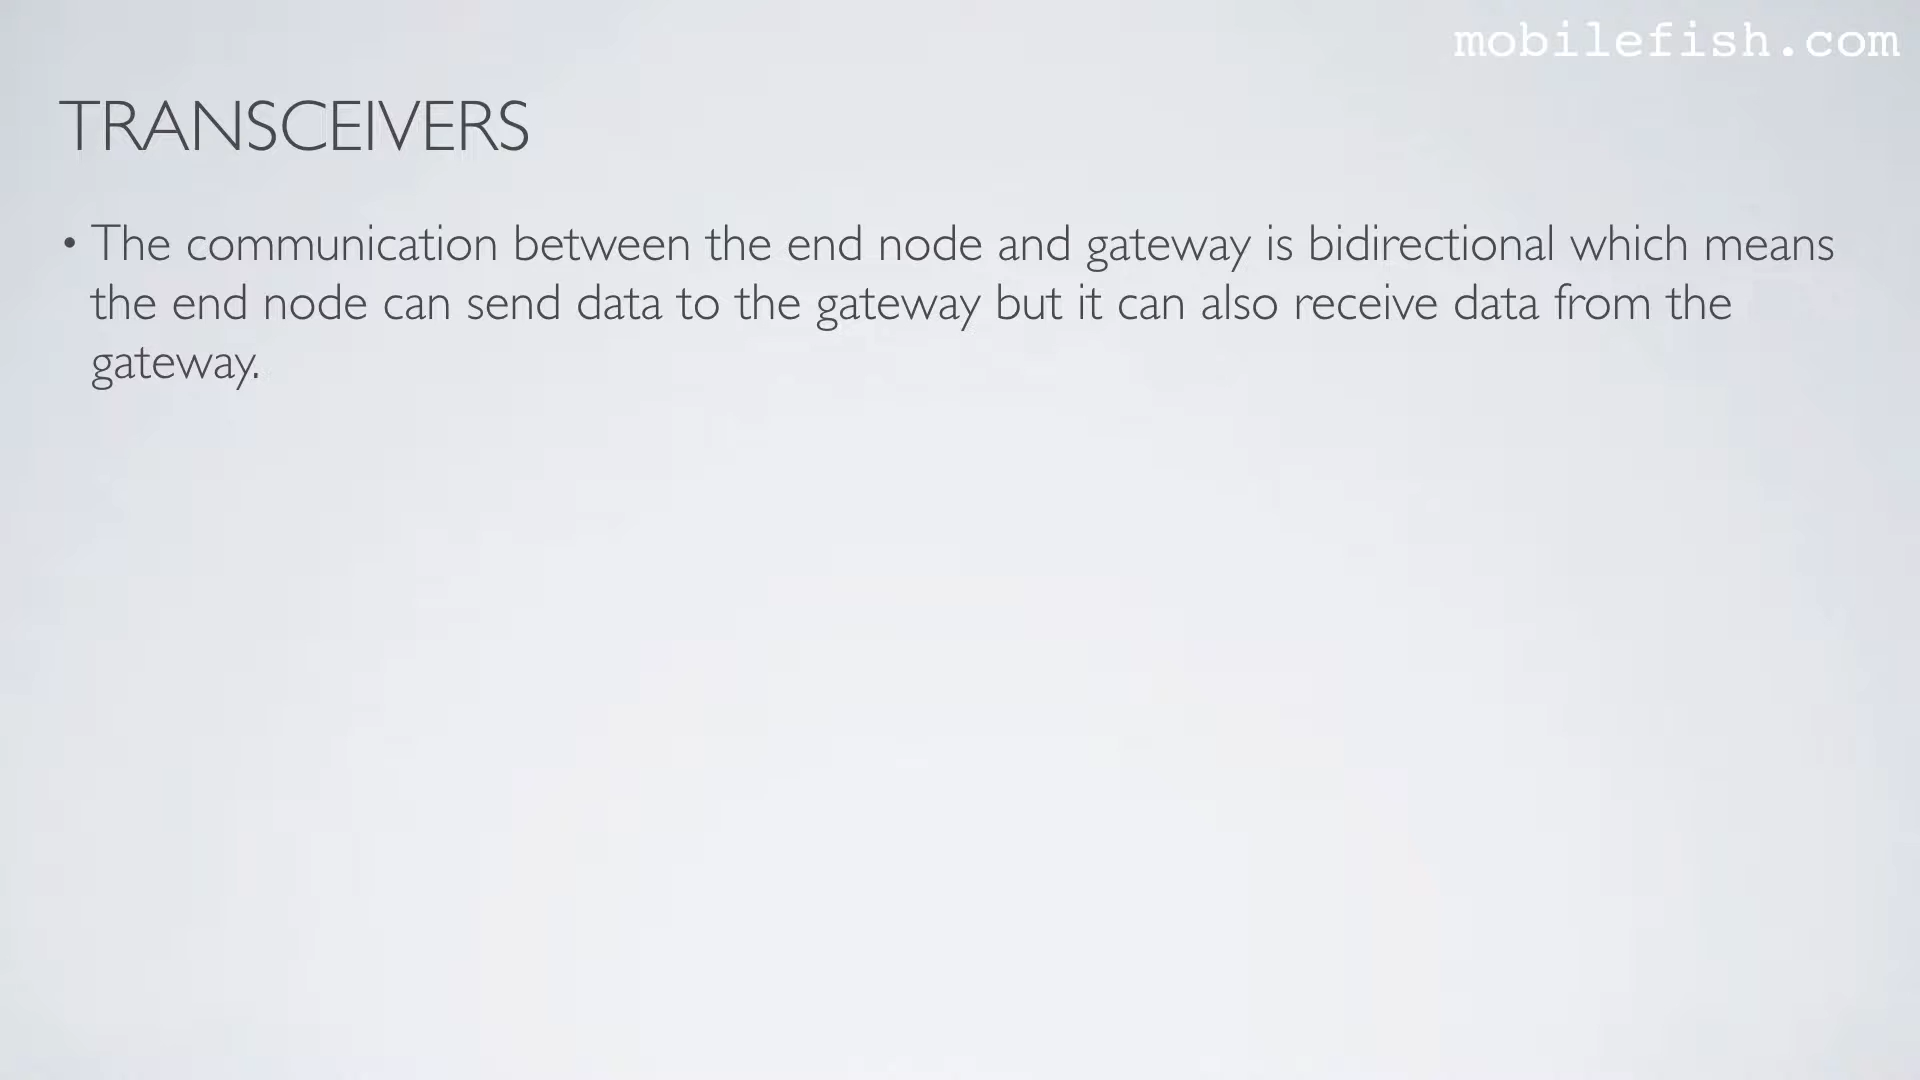 mobilefish.com
TRANSCEIVERS
• The communication between the end node and gateway is bidirectional which means
the end node can send data to the gateway but it can also receive data from the
gateway.